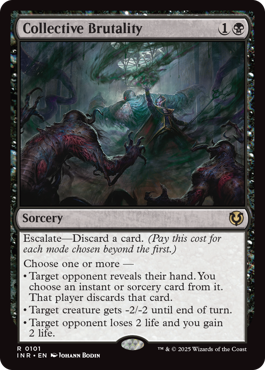 Collective Brutality 1
Sorcery
Escalate—Discard a card. (Pay this cost for
each mode chosen beyond the first.)
Choose one or more —
• Target opponent reveals their hand. You
choose an instant or sorcery card from it.
That player discards that card.
• Target creature gets -2/-2 until end of turn.
• Target opponent loses 2 life and you gain
2 life.
R 0101
INR • EN Johann Bodin
™ & © 2025 Wizards of the Coast